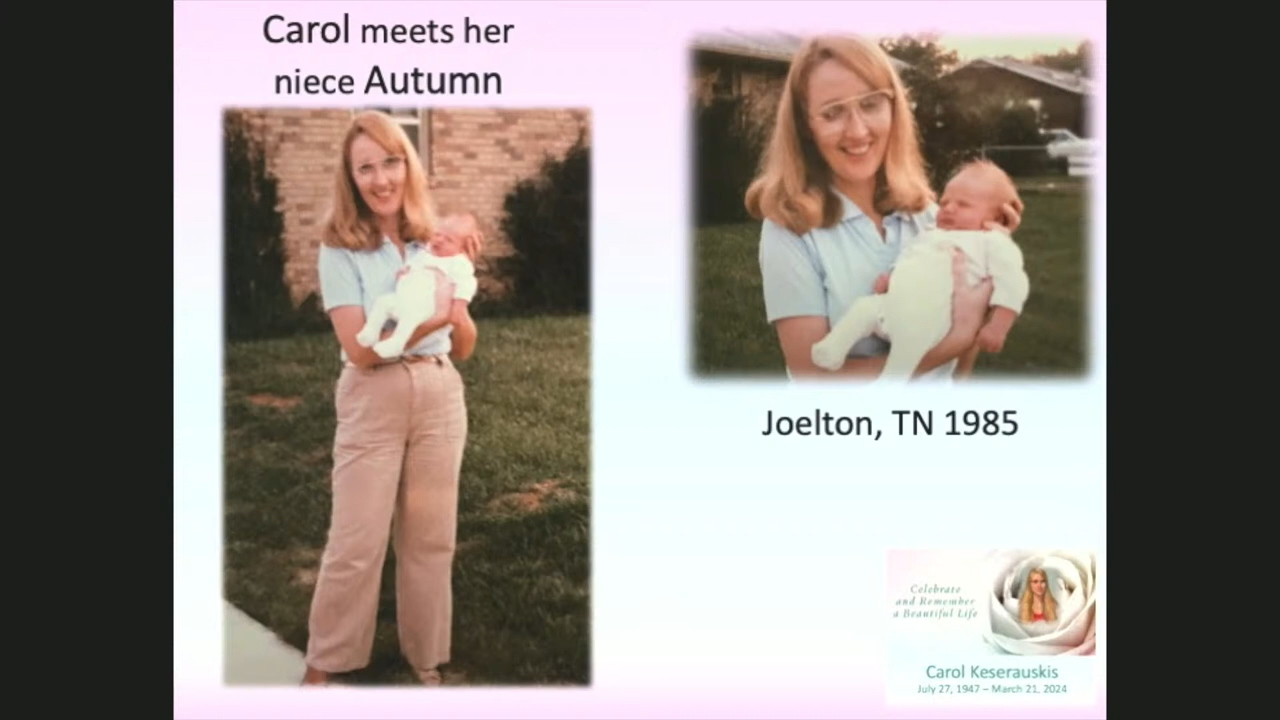 Carol meets her
niece Autumn
Joelton, TN 1985
Celebrate
and Remember
a Beautiful Life
Carol Keserauskis
July 27, 1947 – March 21, 2024